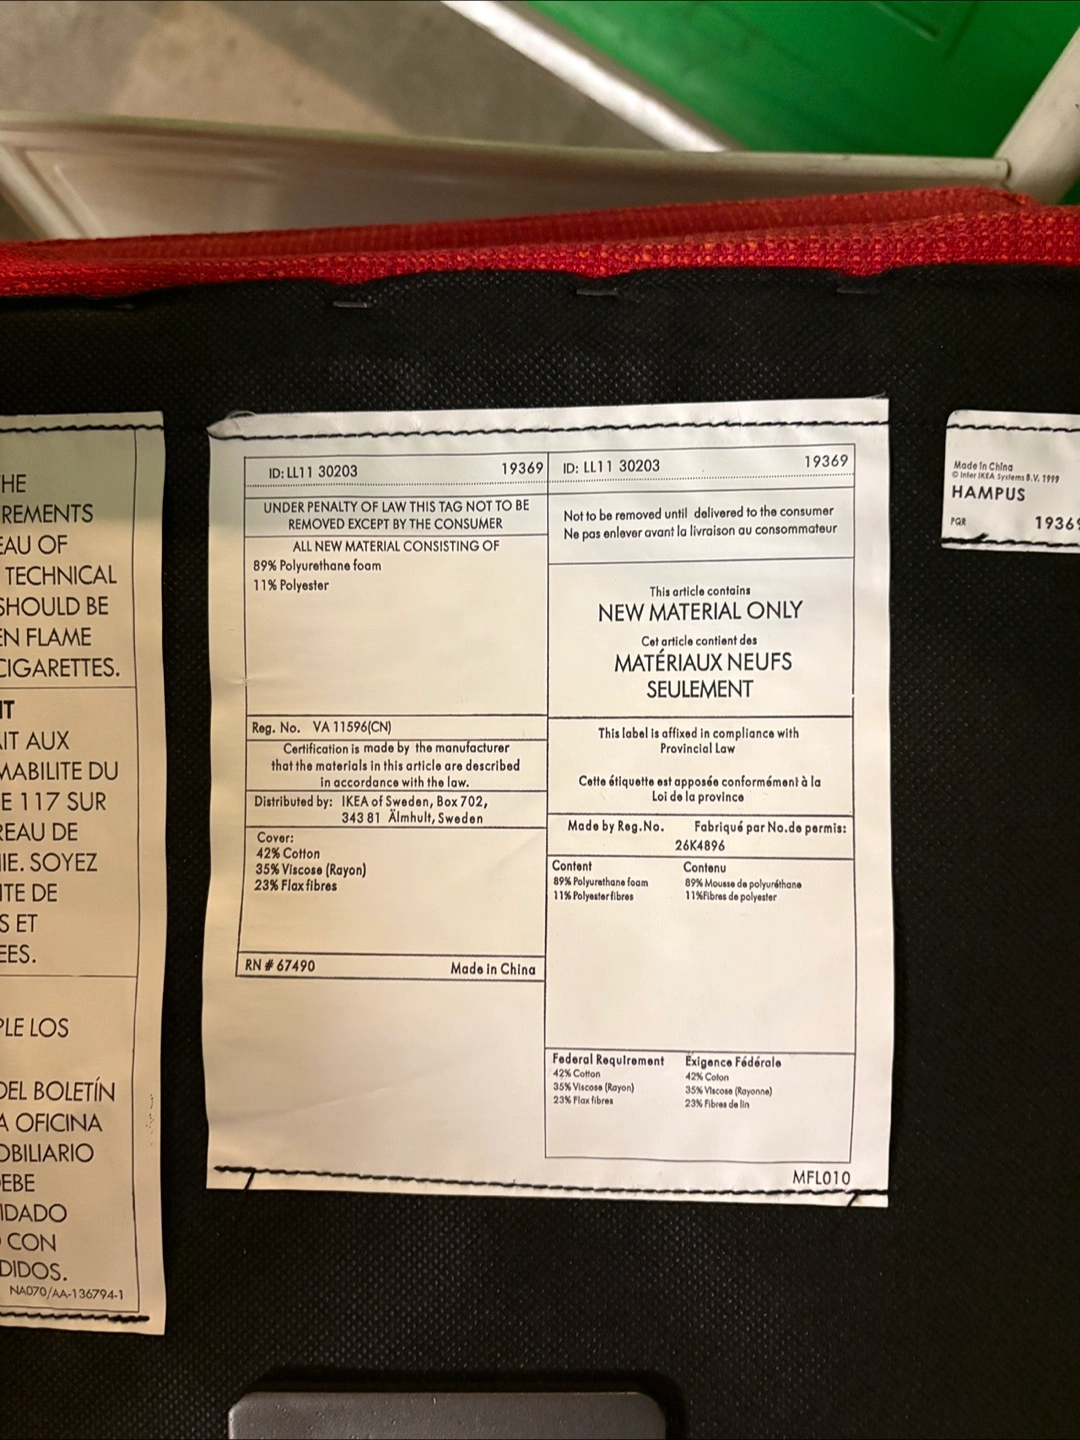 HE
REMENTS
EAU OF
TECHNICAL
SHOULD BE
EN FLAME
CIGARETTES.
IT
AIT AUX
MABILITE DU
E 117 SUR
REAU DE
IE. SOYEZ
ITE DE
S ET
EES.
PLE LOS
DEL BOLETÍN
A OFICINA
OBILIARIO
EBE
IDADO
CON
DIDOS.
NA070/AA-136794-1
ID: LL11 30203 19369
UNDER PENALTY OF LAW THIS TAG NOT TO BE
REMOVED EXCEPT BY THE CONSUMER
ALL NEW MATERIAL CONSISTING OF
89% Polyurethane foam
11% Polyester
Reg. No. VA 11596(CN)
Certification is made by the manufacturer
that the materials in this article are described
in accordance with the law.
Distributed by: IKEA of Sweden, Box 702,
343 81 Älmhult, Sweden
Cover:
42% Cotton
35% Viscose (Rayon)
23% Flax fibres
RN # 67490 Made in China
ID: LL11 30203 19369
Not to be removed until delivered to the consumer
Ne pas enlever avant la livraison au consommateur
This article contains
NEW MATERIAL ONLY
Cet article contient des
MATÉRIAUX NEUFS
SEULEMENT
This label is affixed in compliance with
Provincial Law
Cette étiquette est apposée conformément à la
Loi de la province
Made by Reg.No. Fabriqué par No.de permis:
26K4896
Content Contenu
89% Polyurethane foam 89% Mousse de polyuréthane
11% Polyester fibres 11%Fibres de polyester
Federal Requirement Exigence Fédérale
42% Cotton 42% Coton
35% Viscose (Rayon) 35% Viscose (Rayonne)
23% Flax fibres 23% Fibres de lin
MFL010
Made in China
© Inter IKEA Systems B.V. 1999
HAMPUS
PQR 19369